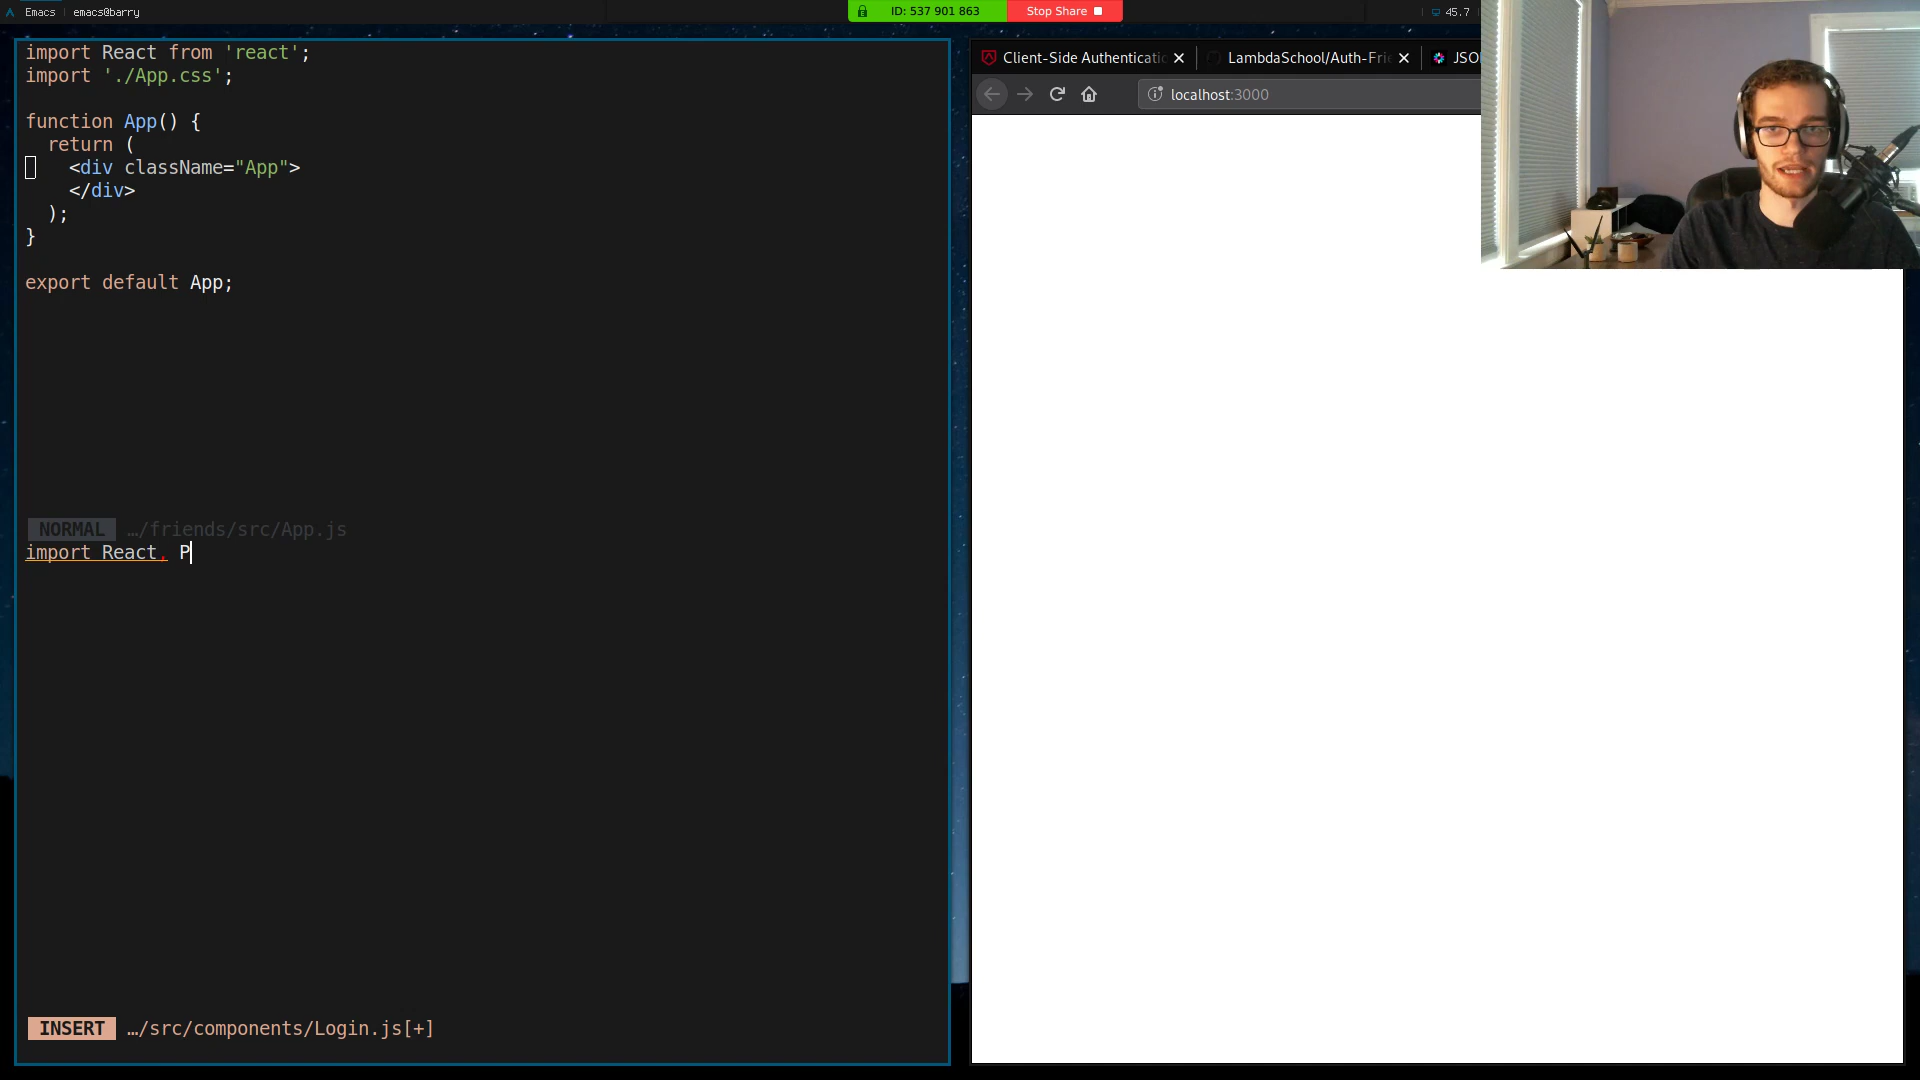 Emacs | emacs@barry
ID: 537 901 863
Stop Share
45.7
import React from 'react';
import './App.css';
function App() {
return (
<div className="App">
</div>
);
}
export default App;
NORMAL …/friends/src/App.js
import React, P
INSERT …/src/components/Login.js[+]
Client-Side Authenticatio
LambdaSchool/Auth-Frie
JSO
localhost:3000